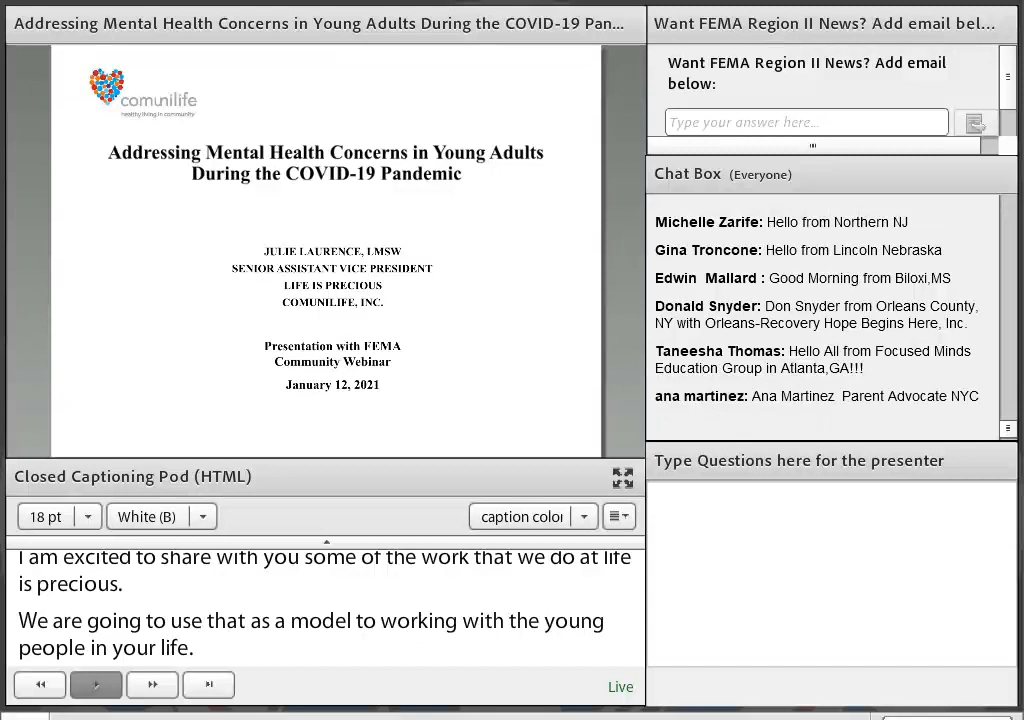 Addressing Mental Health Concerns in Young Adults During the COVID-19 Pan...
comunilife
healthy living in community
Addressing Mental Health Concerns in Young Adults
During the COVID-19 Pandemic
JULIE LAURENCE, LMSW
SENIOR ASSISTANT VICE PRESIDENT
LIFE IS PRECIOUS
COMUNILIFE, INC.
Presentation with FEMA
Community Webinar
January 12, 2021
Closed Captioning Pod (HTML)
18 pt
White (B)
caption color
I am excited to share with you some of the work that we do at life
is precious.
We are going to use that as a model to working with the young
people in your life.
Live
Want FEMA Region II News? Add email bel...
Want FEMA Region II News? Add email
below:
Type your answer here...
Chat Box (Everyone)
Michelle Zarife: Hello from Northern NJ
Gina Troncone: Hello from Lincoln Nebraska
Edwin Mallard : Good Morning from Biloxi,MS
Donald Snyder: Don Snyder from Orleans County,
NY with Orleans-Recovery Hope Begins Here, Inc.
Taneesha Thomas: Hello All from Focused Minds
Education Group in Atlanta,GA!!!
ana martinez: Ana Martinez Parent Advocate NYC
Type Questions here for the presenter